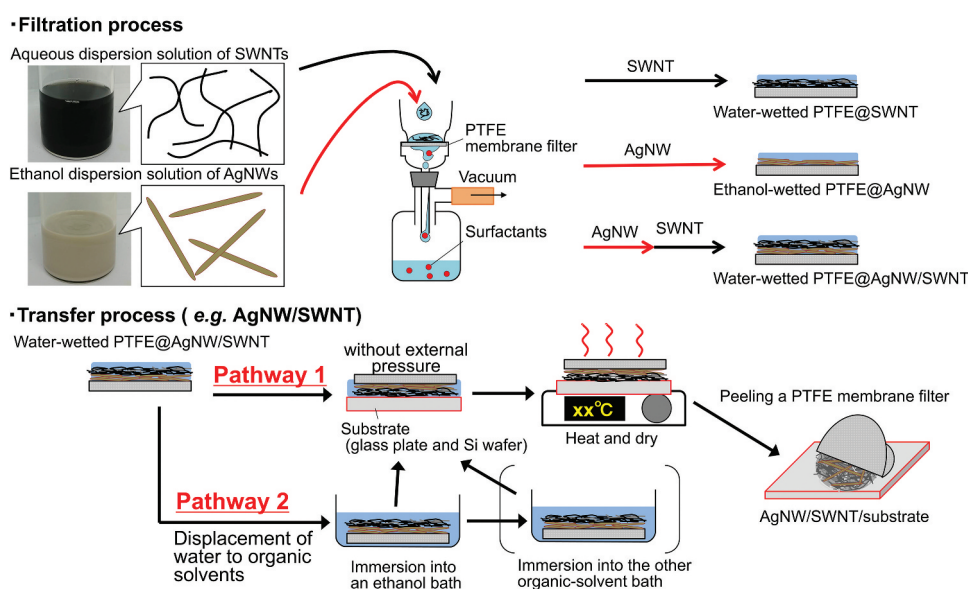 ·Filtration process
Aqueous dispersion solution of SWNTs
Ethanol dispersion solution of AgNWs
PTFE
membrane filter
Vacuum
Surfactants
SWNT
Water-wetted PTFE@SWNT
AgNW
Ethanol-wetted PTFE@AgNW
AgNW SWNT
Water-wetted PTFE@AgNW/SWNT
·Transfer process ( e.g. AgNW/SWNT)
Water-wetted PTFE@AgNW/SWNT
Pathway 1
without external
pressure
Substrate
(glass plate and Si wafer)
xx°C
Heat and dry
Peeling a PTFE membrane filter
AgNW/SWNT/substrate
Pathway 2
Displacement of
water to organic
solvents
Immersion into
an ethanol bath
Immersion into the other
organic-solvent bath